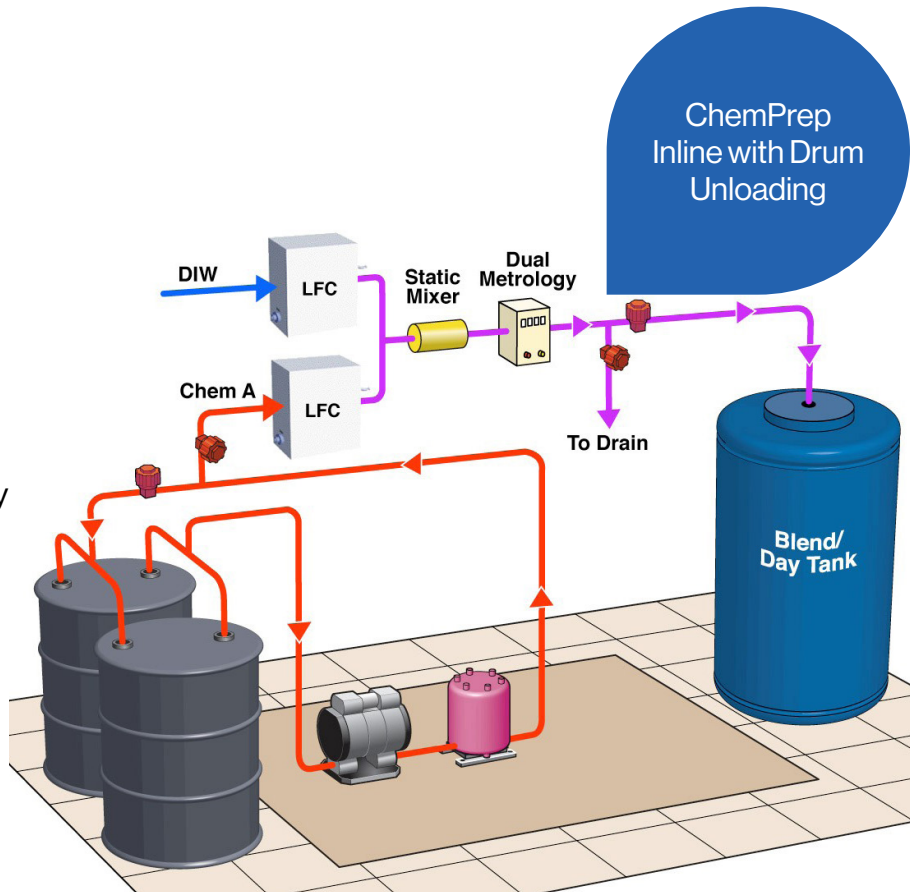 ChemPrep
Inline with Drum
Unloading
DIW
LFC
Static
Mixer
Dual
Metrology
Chem A
LFC
To Drain
y
Blend/
Day Tank